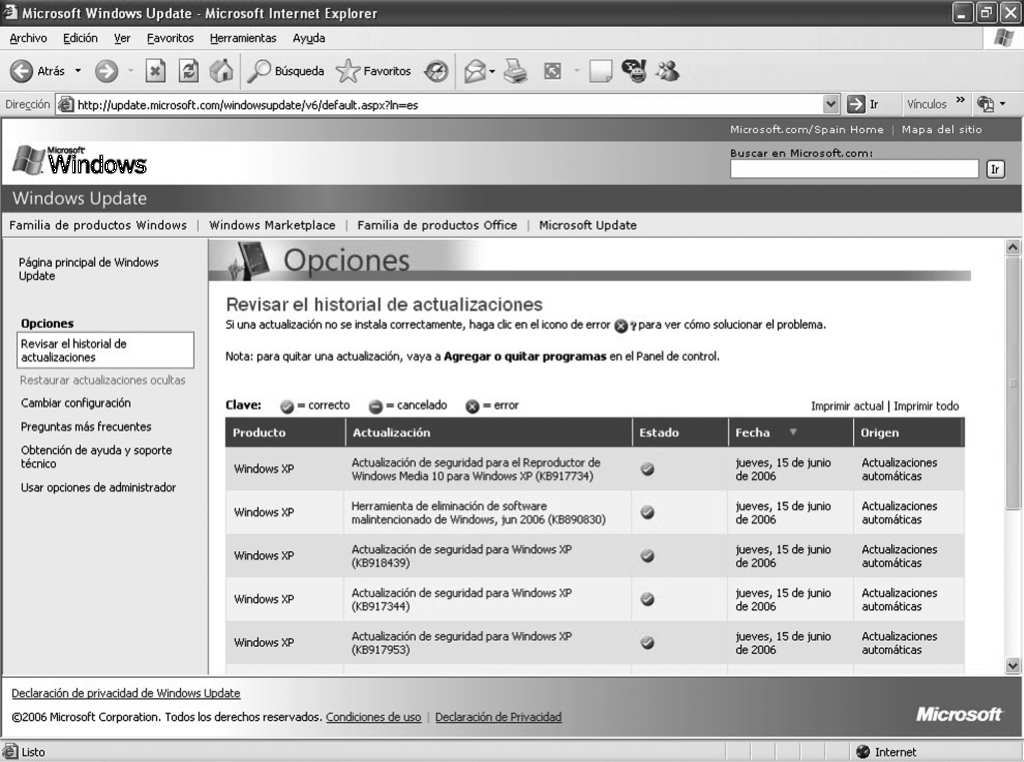 Microsoft Windows Update - Microsoft Internet Explorer
Archivo Edición Ver Favoritos Herramientas Ayuda
Atrás Búsqueda Favoritos
Dirección http://update.microsoft.com/windowsupdate/v6/default.aspx?ln=es Ir Vínculos »
Microsoft.com/Spain Home | Mapa del sitio
Microsoft
Windows
Buscar en Microsoft.com:
Ir
Windows Update
Familia de productos Windows | Windows Marketplace | Familia de productos Office | Microsoft Update
Página principal de Windows
Update
Opciones
Revisar el historial de
actualizaciones
Restaurar actualizaciones ocultas
Cambiar configuración
Preguntas más frecuentes
Obtención de ayuda y soporte
técnico
Usar opciones de administrador
Opciones
Revisar el historial de actualizaciones
Si una actualización no se instala correctamente, haga clic en el icono de error ? para ver cómo solucionar el problema.
Nota: para quitar una actualización, vaya a Agregar o quitar programas en el Panel de control.
Clave: = correcto = cancelado = error
Imprimir actual | Imprimir todo
Producto Actualización Estado Fecha Origen
Windows XP
Actualización de seguridad para el Reproductor de
Windows Media 10 para Windows XP (KB917734)
jueves, 15 de junio
de 2006
Actualizaciones
automáticas
Windows XP
Herramienta de eliminación de software
malintencionado de Windows, jun 2006 (KB890830)
jueves, 15 de junio
de 2006
Actualizaciones
automáticas
Windows XP
Actualización de seguridad para Windows XP
(KB918439)
jueves, 15 de junio
de 2006
Actualizaciones
automáticas
Windows XP
Actualización de seguridad para Windows XP
(KB917344)
jueves, 15 de junio
de 2006
Actualizaciones
automáticas
Windows XP
Actualización de seguridad para Windows XP
(KB917953)
jueves, 15 de junio
de 2006
Actualizaciones
automáticas
Declaración de privacidad de Windows Update
©2006 Microsoft Corporation. Todos los derechos reservados. Condiciones de uso | Declaración de Privacidad
Microsoft
Listo
Internet